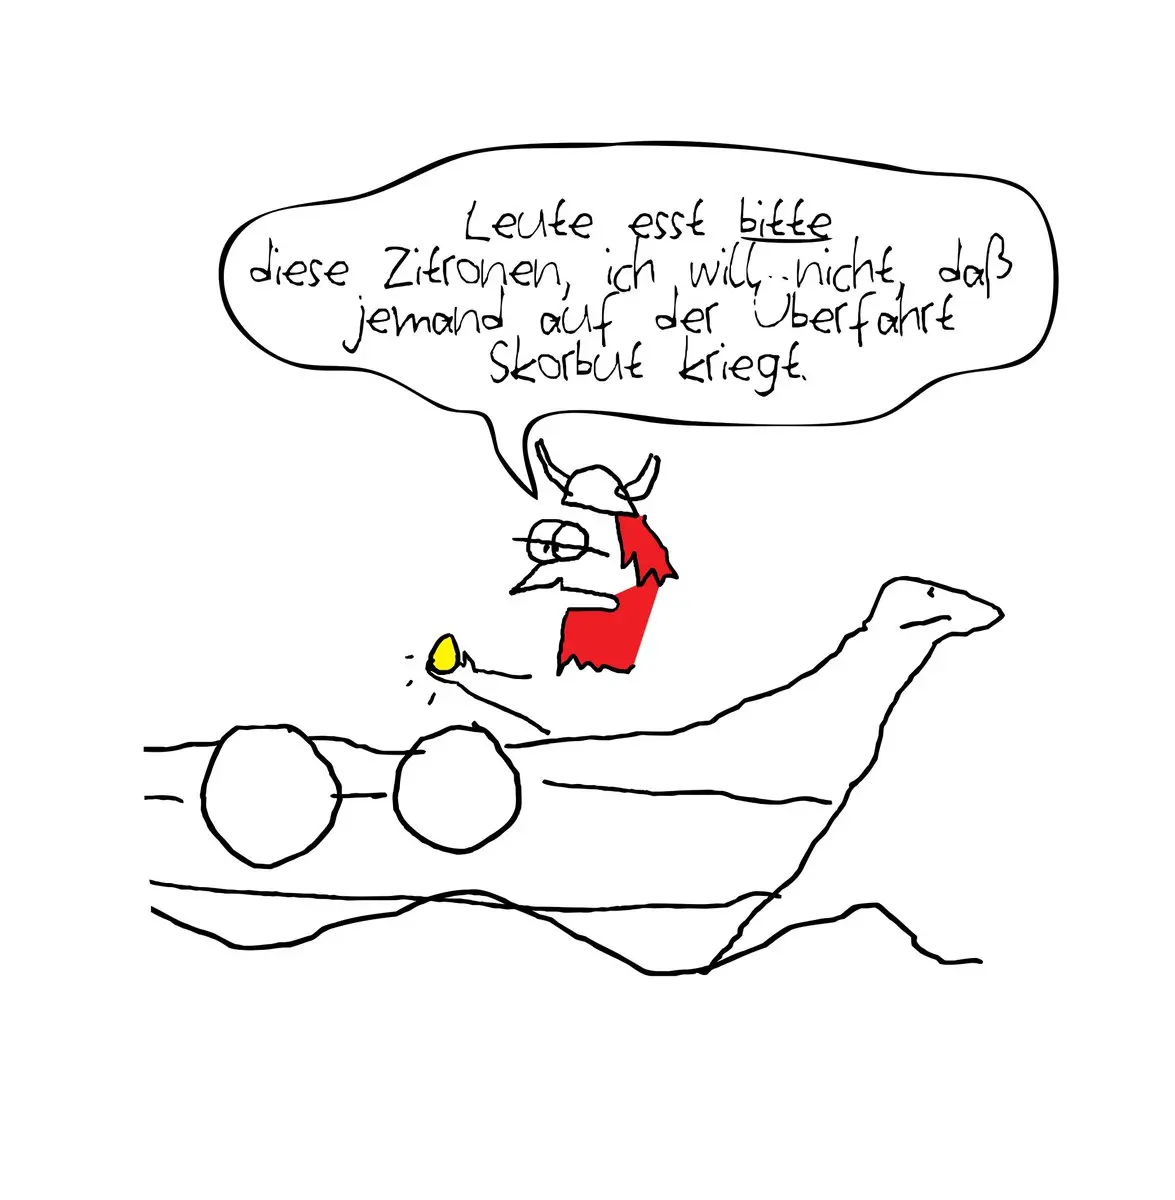 Leute esst bitte
diese Zitronen, ich will nicht, daß
jemand auf der Überfahrt
Skorbut kriegt.